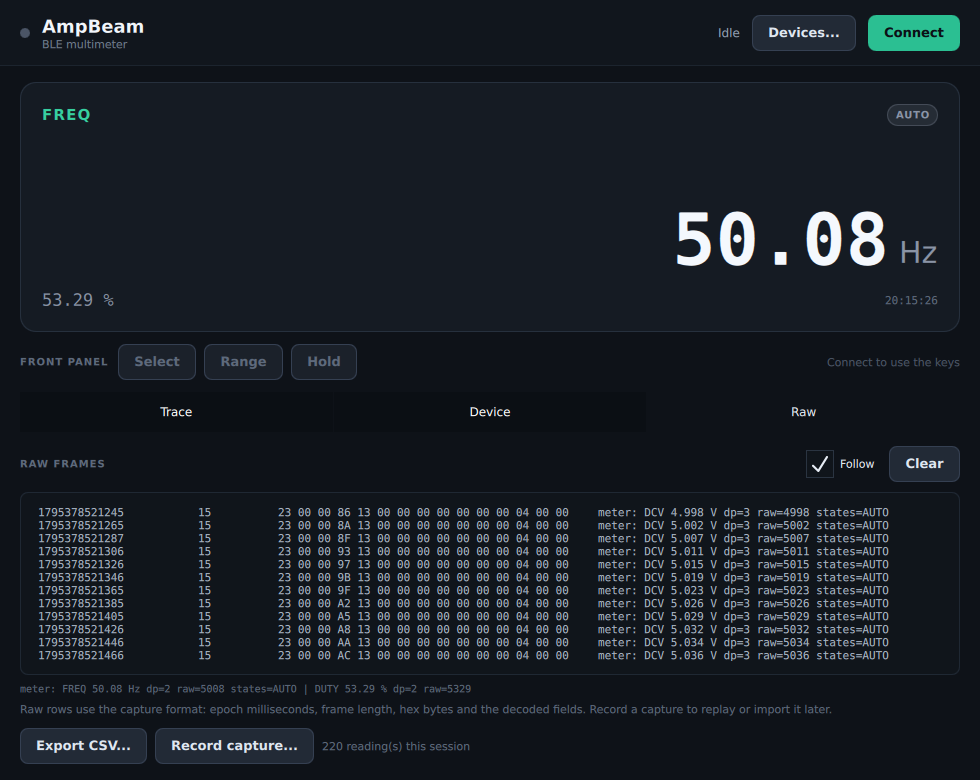 AmpBeam
BLE multimeter
Idle
Devices...
Connect
FREQ
AUTO
50.08 Hz
53.29 %
20:15:26
FRONT PANEL
Select
Range
Hold
Connect to use the keys
Trace
Device
Raw
RAW FRAMES
Follow
Clear
1795378521245 15 23 00 00 86 13 00 00 00 00 00 00 00 04 00 00 meter: DCV 4.998 V dp=3 raw=4998 states=AUTO
1795378521265 15 23 00 00 8A 13 00 00 00 00 00 00 00 04 00 00 meter: DCV 5.002 V dp=3 raw=5002 states=AUTO
1795378521287 15 23 00 00 8F 13 00 00 00 00 00 00 00 04 00 00 meter: DCV 5.007 V dp=3 raw=5007 states=AUTO
1795378521306 15 23 00 00 93 13 00 00 00 00 00 00 00 04 00 00 meter: DCV 5.011 V dp=3 raw=5011 states=AUTO
1795378521326 15 23 00 00 97 13 00 00 00 00 00 00 00 04 00 00 meter: DCV 5.015 V dp=3 raw=5015 states=AUTO
1795378521346 15 23 00 00 9B 13 00 00 00 00 00 00 00 04 00 00 meter: DCV 5.019 V dp=3 raw=5019 states=AUTO
1795378521365 15 23 00 00 9F 13 00 00 00 00 00 00 00 04 00 00 meter: DCV 5.023 V dp=3 raw=5023 states=AUTO
1795378521385 15 23 00 00 A2 13 00 00 00 00 00 00 00 04 00 00 meter: DCV 5.026 V dp=3 raw=5026 states=AUTO
1795378521405 15 23 00 00 A5 13 00 00 00 00 00 00 00 04 00 00 meter: DCV 5.029 V dp=3 raw=5029 states=AUTO
1795378521426 15 23 00 00 A8 13 00 00 00 00 00 00 00 04 00 00 meter: DCV 5.032 V dp=3 raw=5032 states=AUTO
1795378521446 15 23 00 00 AA 13 00 00 00 00 00 00 00 04 00 00 meter: DCV 5.034 V dp=3 raw=5034 states=AUTO
1795378521466 15 23 00 00 AC 13 00 00 00 00 00 00 00 04 00 00 meter: DCV 5.036 V dp=3 raw=5036 states=AUTO
meter: FREQ 50.08 Hz dp=2 raw=5008 states=AUTO | DUTY 53.29 % dp=2 raw=5329
Raw rows use the capture format: epoch milliseconds, frame length, hex bytes and the decoded fields. Record a capture to replay or import it later.
Export CSV...
Record capture...
220 reading(s) this session